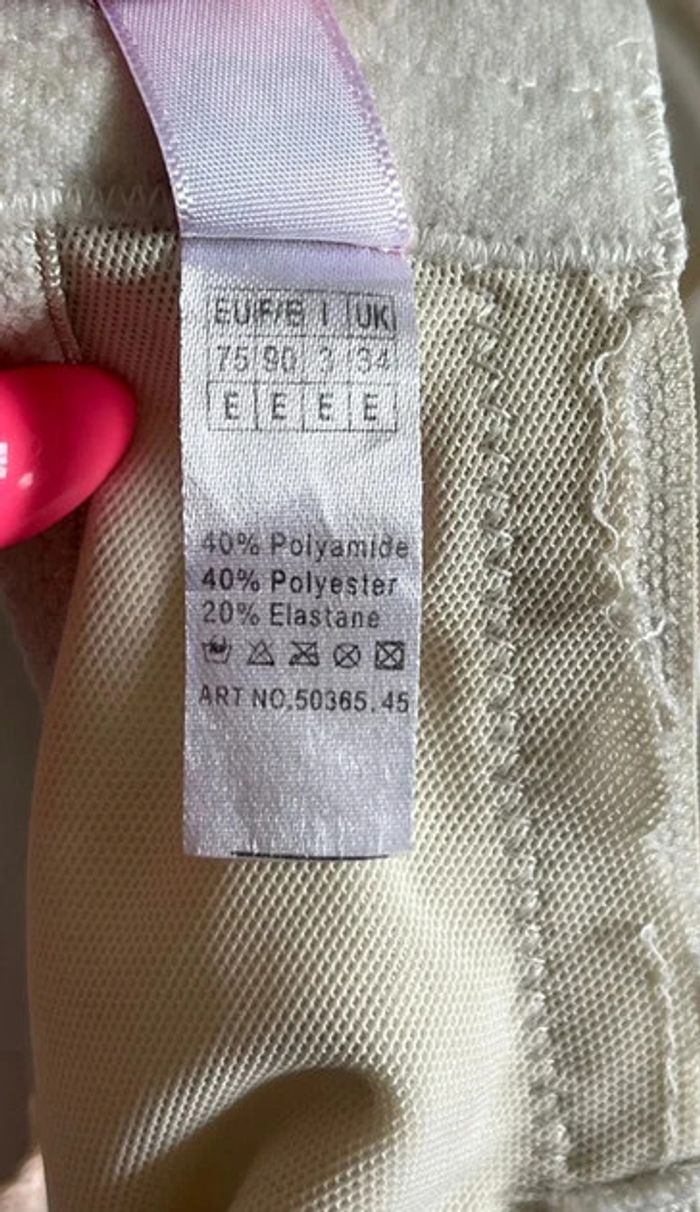 EU F/E I UK
75 90 3 34
E E E E
40% Polyamide
40% Polyester
20% Elastane
ART NO.50365.45